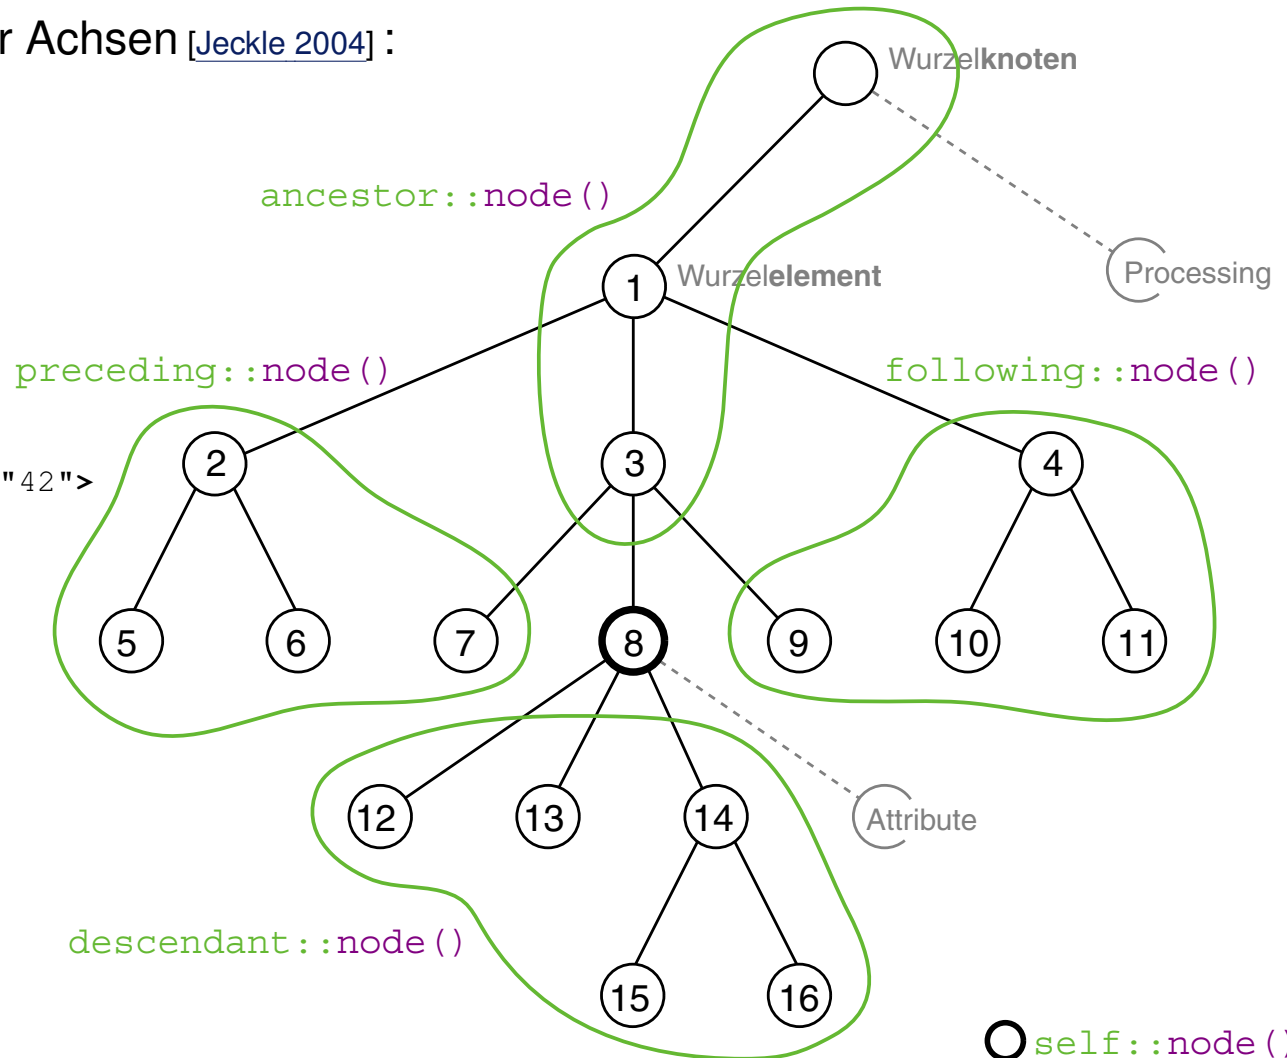 r Achsen [Jeckle 2004] :
Wurzelknoten
ancestor::node()
Processing
1
Wurzelelement
preceding::node()
following::node()
2
3
4
"42">
5
6
7
8
9
10
11
12
13
14
Attribute
descendant::node()
15
16
self::node()